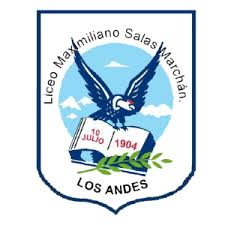 Liceo Maximiliano Salas Marchán.
10
JULIO
1904
LOS ANDES